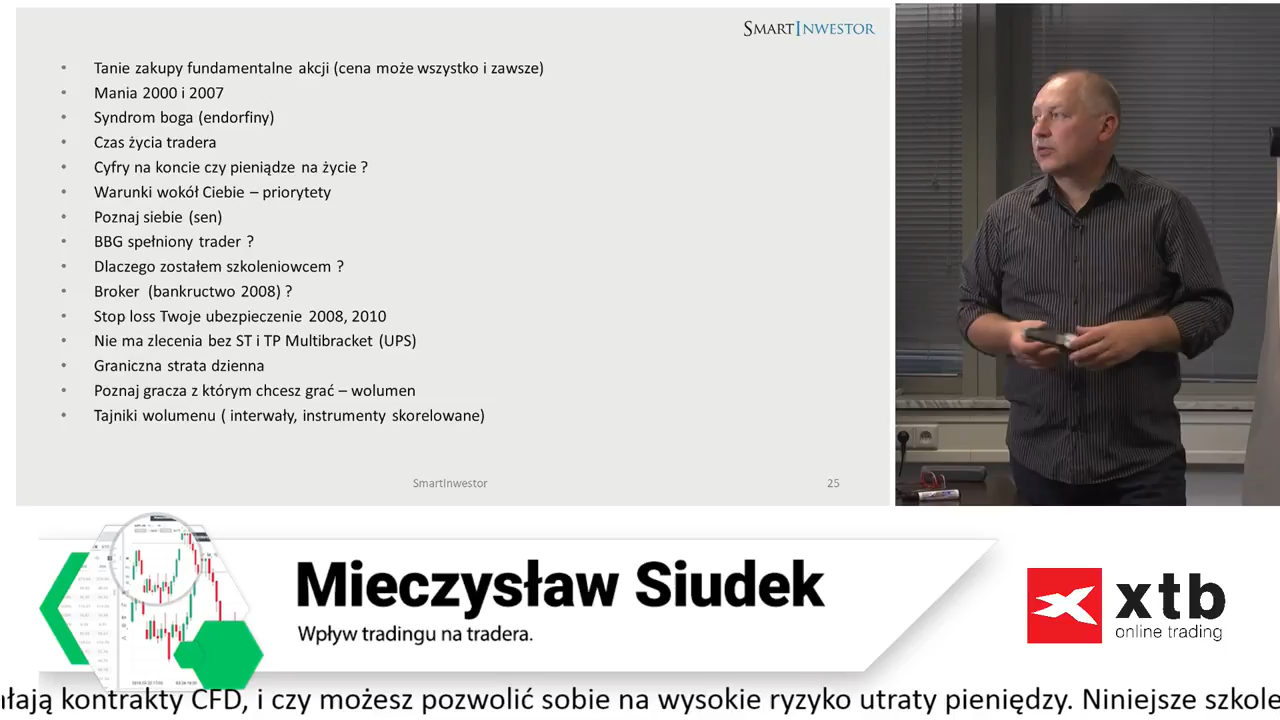 SMARTINWESTOR
• Tanie zakupy fundamentalne akcji (cena może wszystko i zawsze)
• Mania 2000 i 2007
• Syndrom boga (endorfiny)
• Czas życia tradera
• Cyfry na koncie czy pieniądze na życie ?
• Warunki wokół Ciebie – priorytety
• Poznaj siebie (sen)
• BBG spełniony trader ?
• Dlaczego zostałem szkoleniowcem ?
• Broker (bankructwo 2008) ?
• Stop loss Twoje ubezpieczenie 2008, 2010
• Nie ma zlecenia bez ST i TP Multibracket (UPS)
• Graniczna strata dzienna
• Poznaj gracza z którym chcesz grać – wolumen
• Tajniki wolumenu ( interwały, instrumenty skorelowane)
SmartInwestor
25
Mieczysław Siudek
Wpływ tradingu na tradera.
xtb
online trading
ałają kontrakty CFD, i czy możesz pozwolić sobie na wysokie ryzyko utraty pieniędzy. Niniejsze szkole